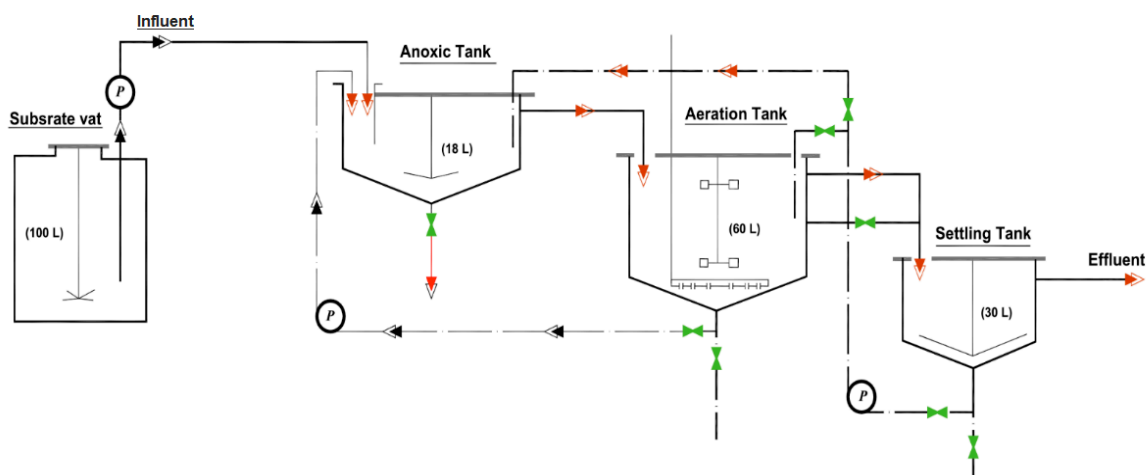 Influent
Anoxic Tank
P
Subsrate vat
Aeration Tank
(18 L)
(100 L)
(60 L)
Settling Tank
Effluent
(30 L)
P
P